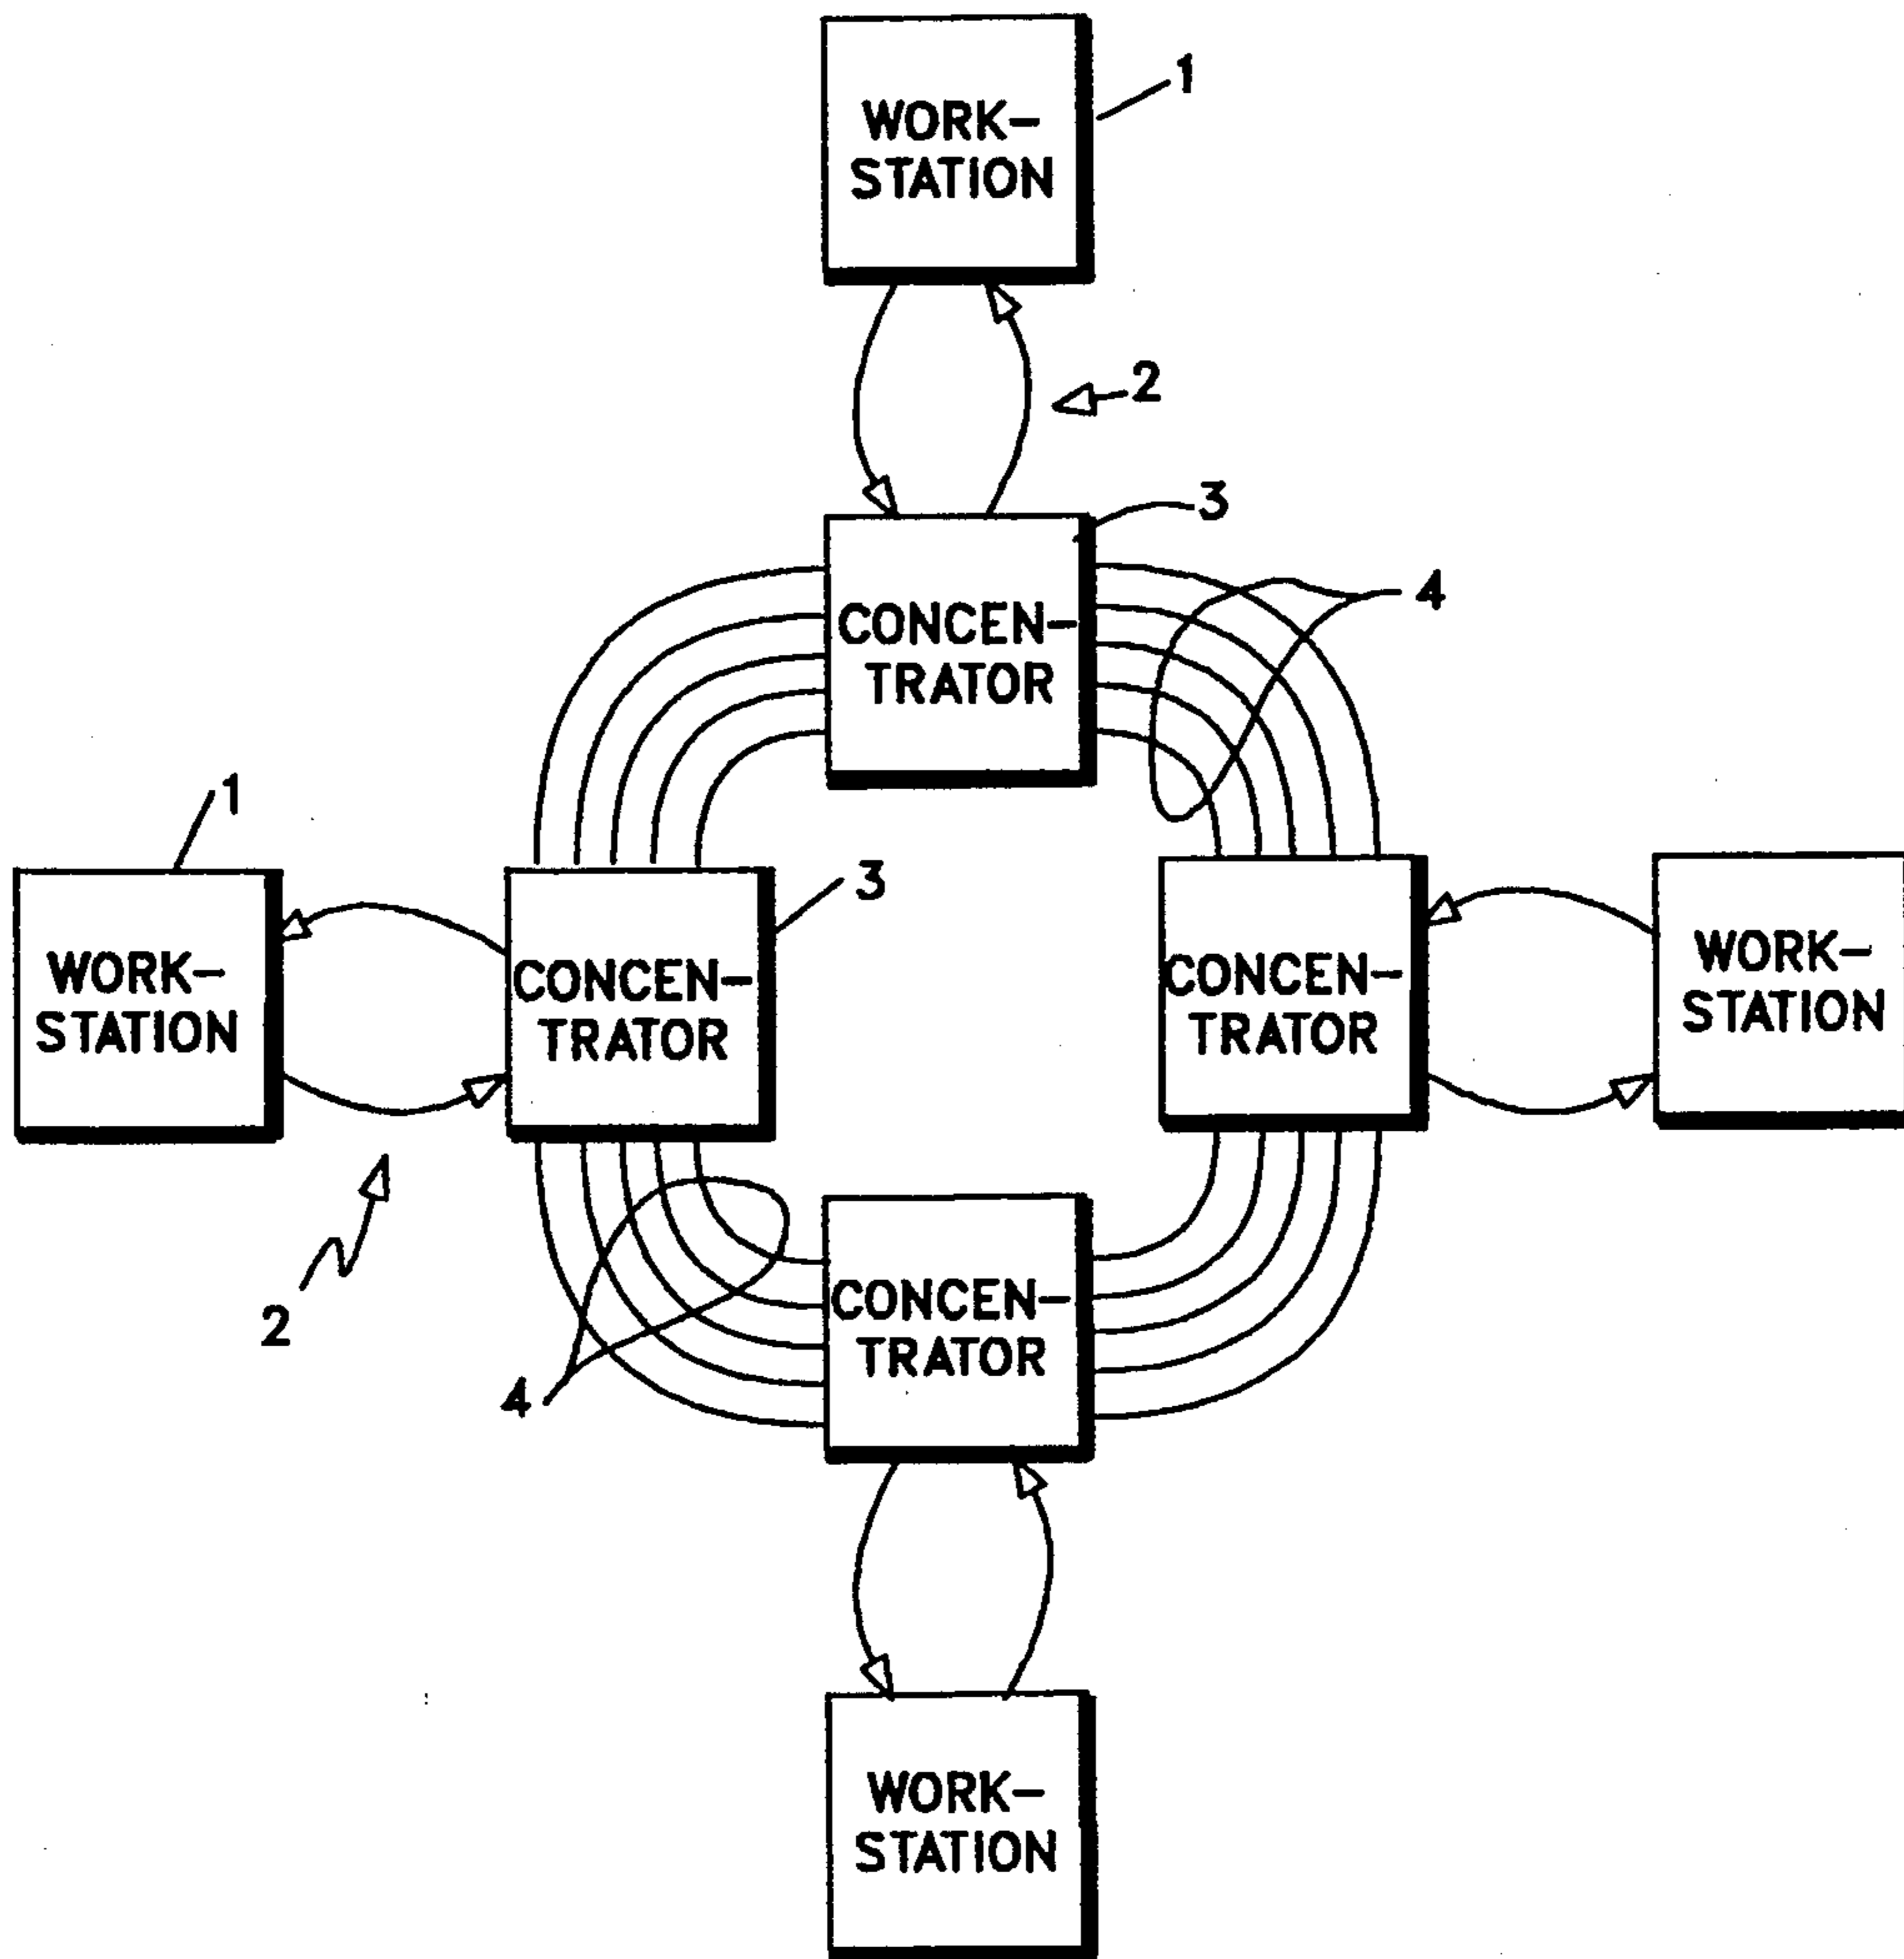 WORK-
STATION
1
2
3
CONCEN-
TRATOR
4
1
3
WORK-
STATION
CONCEN-
TRATOR
CONCEN-
TRATOR
WORK-
STATION
2
CONCEN-
TRATOR
4
WORK-
STATION